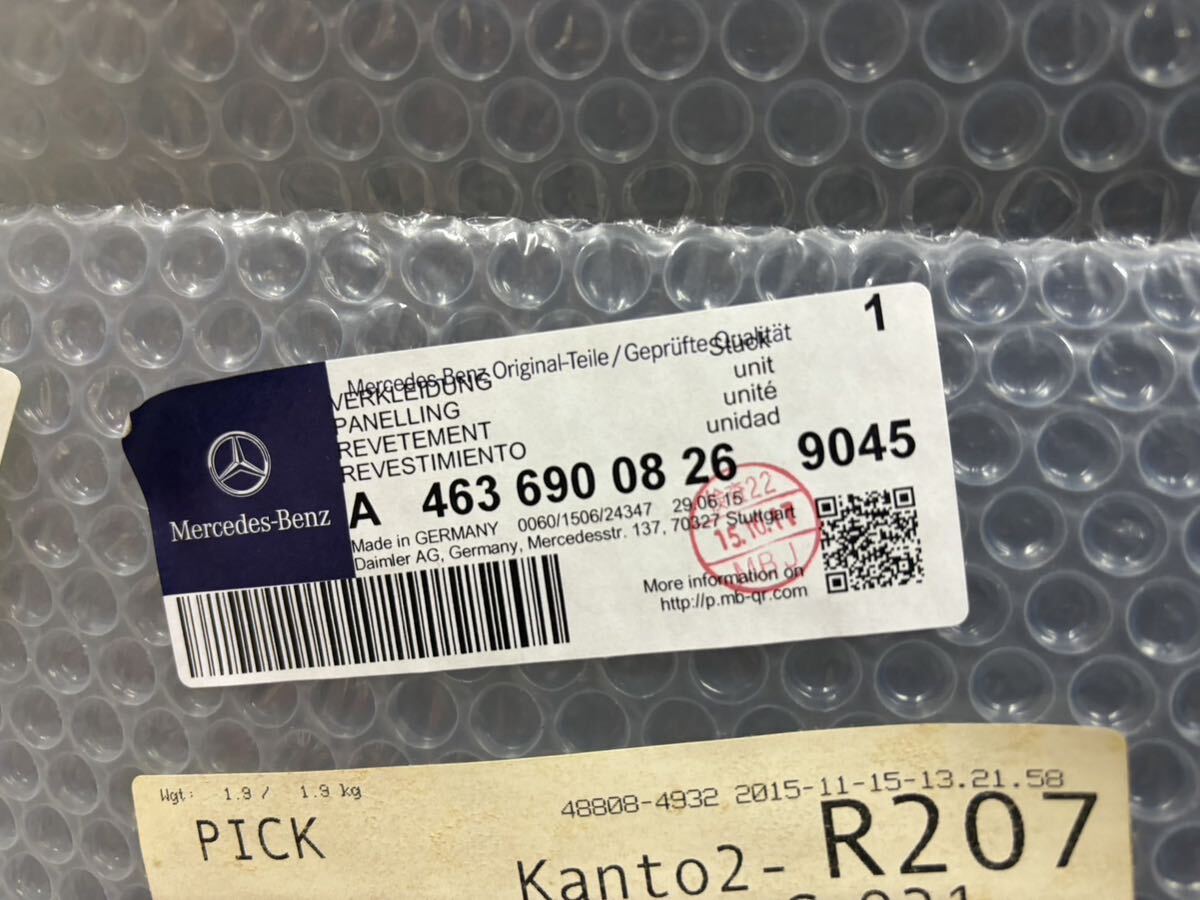 1
Mercedes-Benz Original-Teile/Geprüfte Qualität
Stück
unit
unité
unidad
VERKLEIDUNG
PANELLING
REVETEMENT
REVESTIMIENTO
A 463 690 08 26 9045
Made in GERMANY 0060/1506/24347 29.06.15
Daimler AG, Germany, Mercedesstr. 137, 70327 Stuttgart
Mercedes-Benz
22
MBJ
More information on
http://p.mb-qr.com
Wgt: 1.9 / 1.9 kg
48808-4932 2015-11-15-13.21.58
PICK
Kanto2- R207